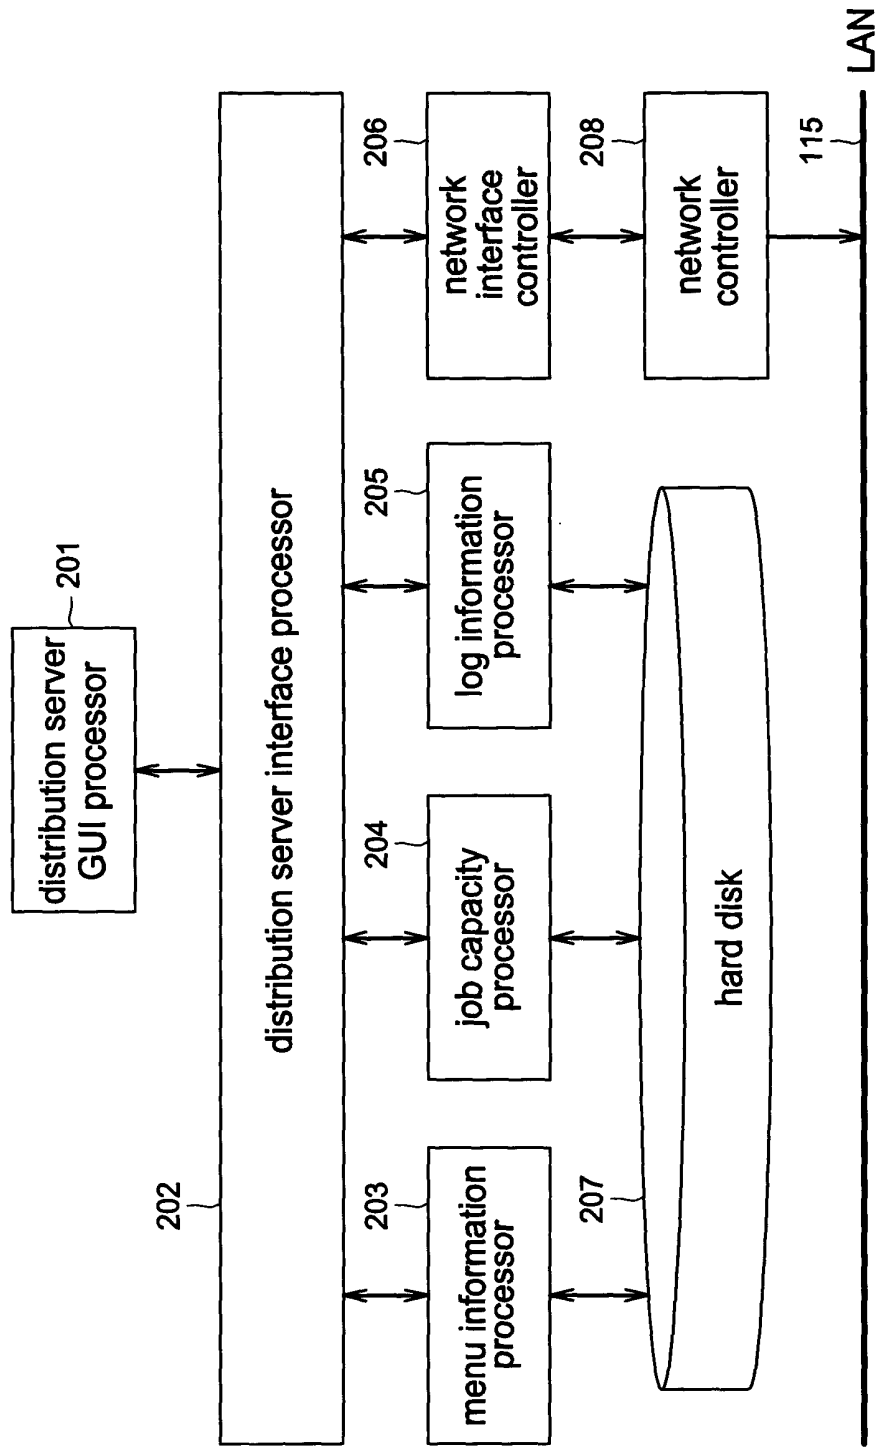 distribution server
GUI processor
201
202
distribution server interface processor
203
menu information
processor
204
job capacity
processor
205
log information
processor
206
network
interface
controller
207
hard disk
208
network
controller
115
LAN